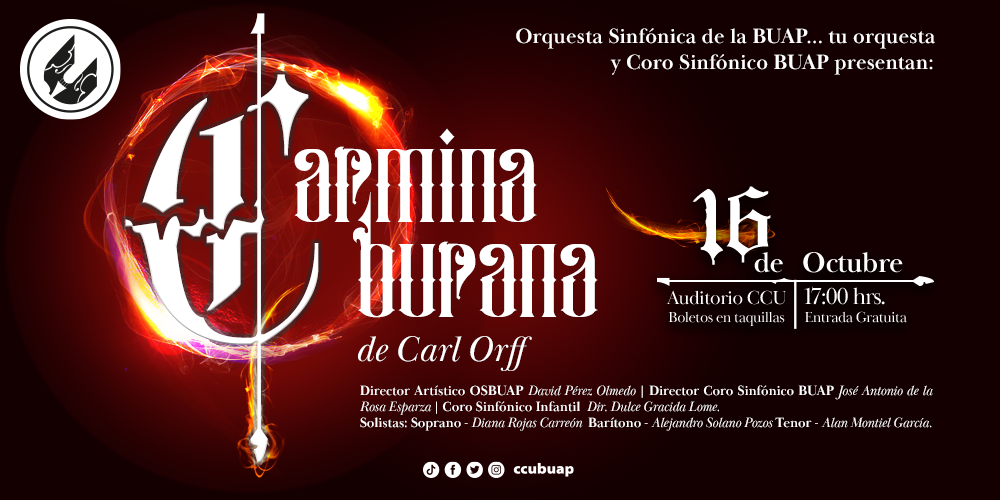 Orquesta Sinfónica de la BUAP... tu orquesta
y Coro Sinfónico BUAP presentan:
Carmina
burana
de Carl Orff
16
de Octubre
Auditorio CCU | 17:00 hrs.
Boletos en taquillas | Entrada Gratuita
Director Artístico OSBUAP David Pérez Olmedo | Director Coro Sinfónico BUAP José Antonio de la
Rosa Esparza | Coro Sinfónico Infantil Dir. Dulce Gracida Lome.
Solistas: Soprano - Diana Rojas Carreón Barítono - Alejandro Solano Pozos Tenor - Alan Montiel García.
ccubuap